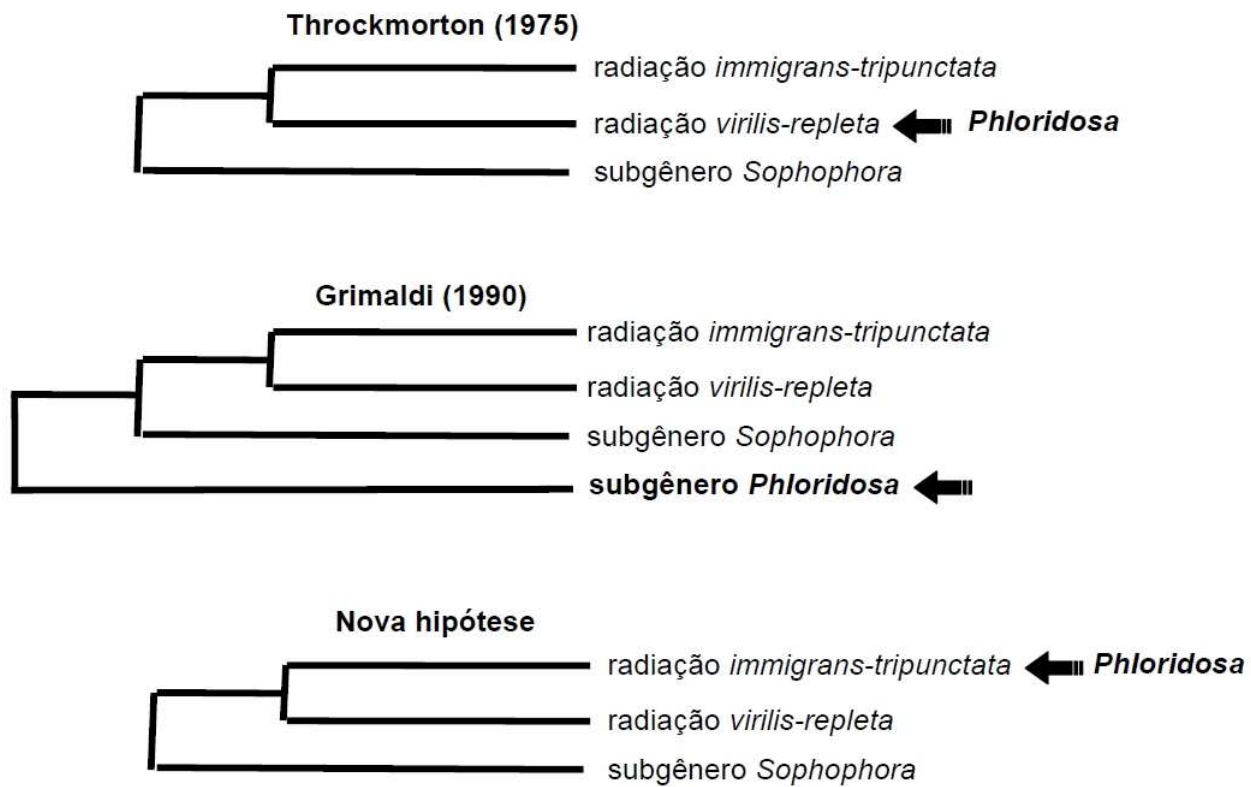 Throckmorton (1975)
radiação immigrans-tripunctata
radiação virilis-repleta Phloridosa
subgênero Sophophora
Grimaldi (1990)
radiação immigrans-tripunctata
radiação virilis-repleta
subgênero Sophophora
subgênero Phloridosa
Nova hipótese
radiação immigrans-tripunctata Phloridosa
radiação virilis-repleta
subgênero Sophophora